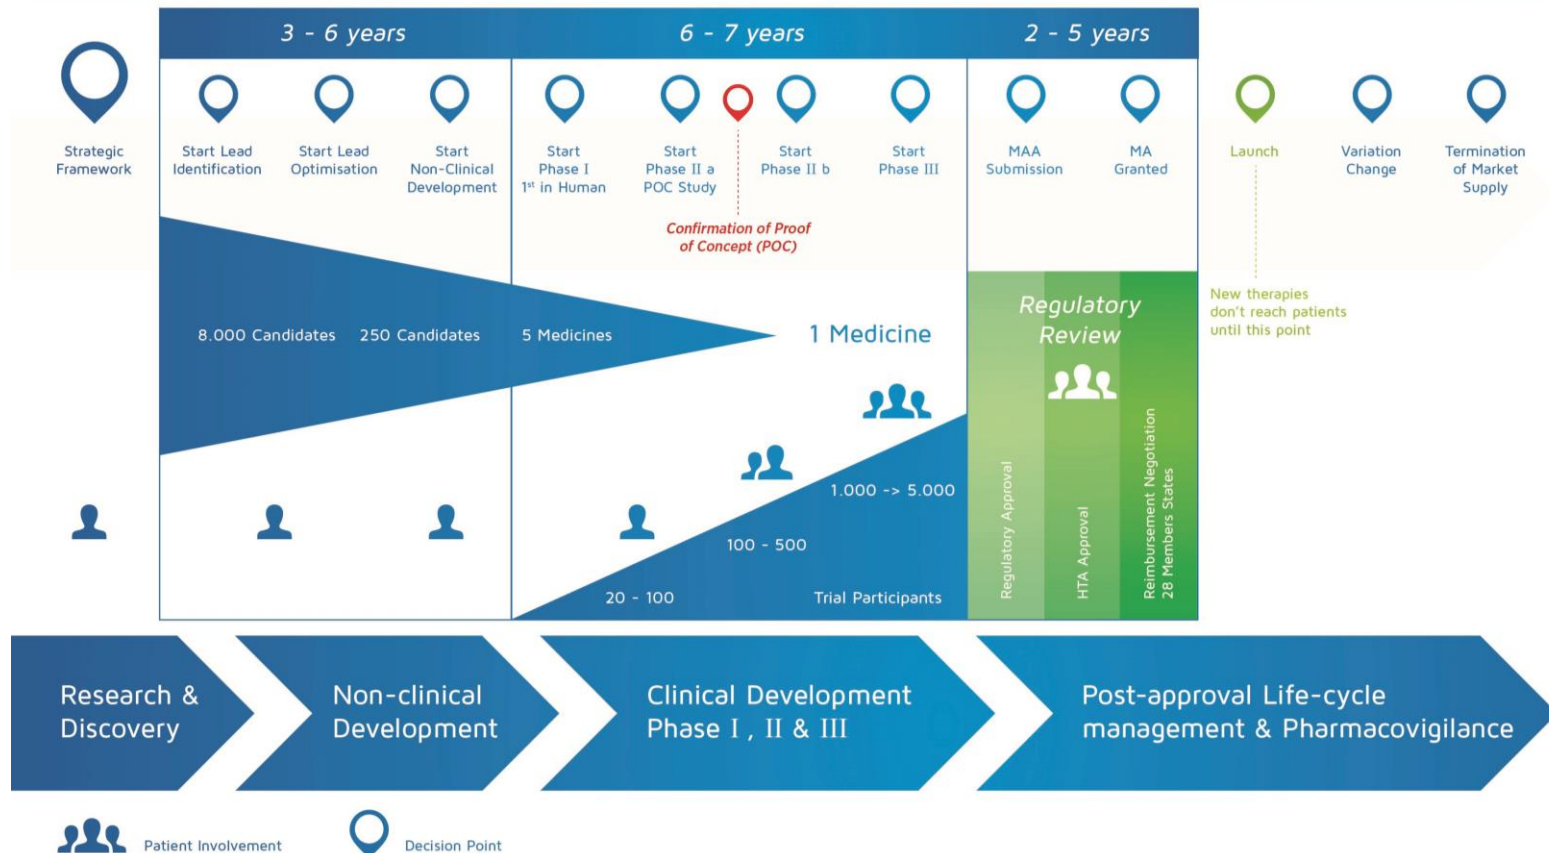 3 - 6 years
6 - 7 years
2 - 5 years
Strategic
Framework
Start Lead
Identification
Start Lead
Optimisation
Start
Non-Clinical
Development
Start
Phase I
1st in Human
Start
Phase II a
POC Study
Start
Phase II b
Start
Phase III
MAA
Submission
MA
Granted
Launch
Variation
Change
Termination
of Market
Supply
Confirmation of Proof
of Concept (POC)
8.000 Candidates
250 Candidates
5 Medicines
1 Medicine
Regulatory
Review
New therapies
don't reach patients
until this point
1.000 -> 5.000
100 - 500
20 - 100
Trial Participants
Regulatory Approval
HTA Approval
Reimbursement Negotiation
28 Members States
Research &
Discovery
Non-clinical
Development
Clinical Development
Phase I , II & III
Post-approval Life-cycle
management & Pharmacovigilance
Patient Involvement
Decision Point